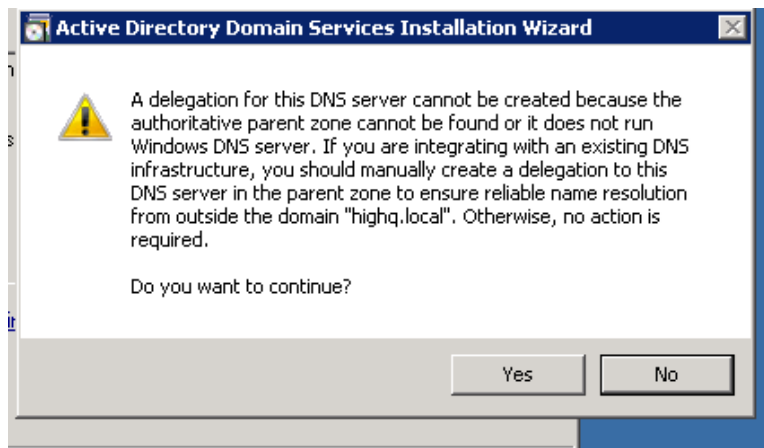 Active Directory Domain Services Installation Wizard
A delegation for this DNS server cannot be created because the
authoritative parent zone cannot be found or it does not run
Windows DNS server. If you are integrating with an existing DNS
infrastructure, you should manually create a delegation to this
DNS server in the parent zone to ensure reliable name resolution
from outside the domain "highq.local". Otherwise, no action is
required.
Do you want to continue?
Yes
No